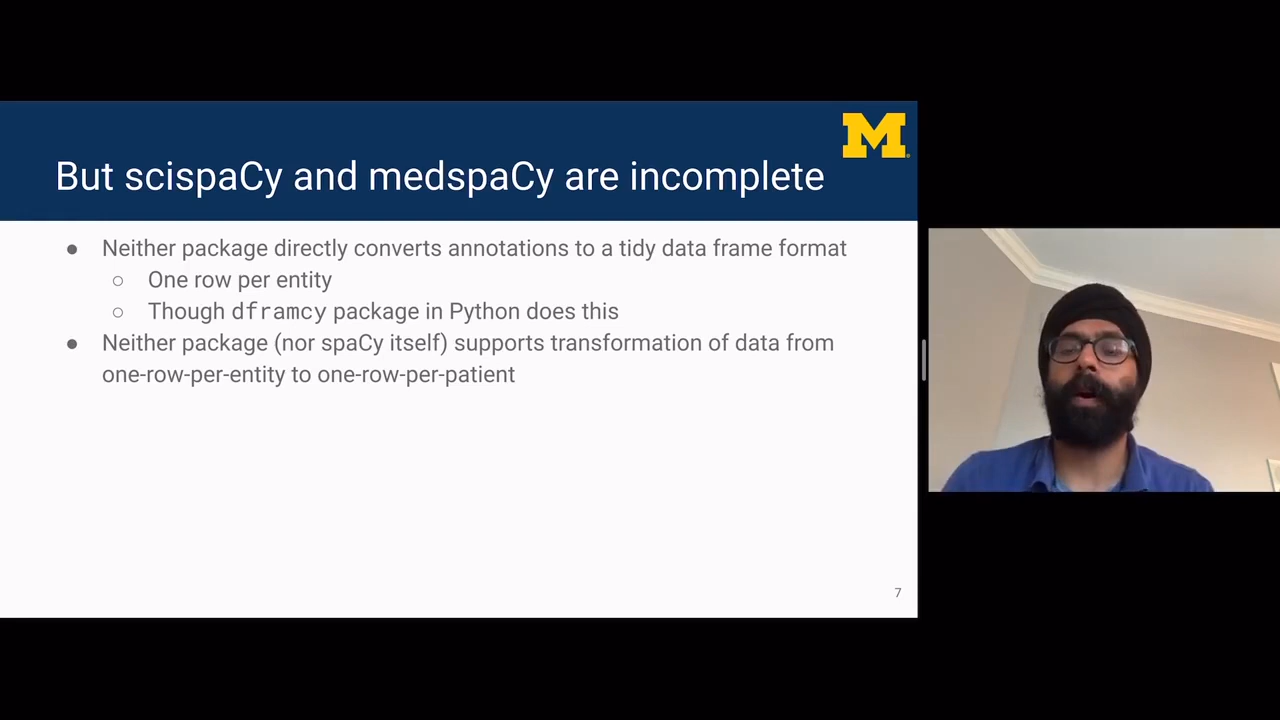 M
But scispaCy and medspaCy are incomplete
● Neither package directly converts annotations to a tidy data frame format
○ One row per entity
○ Though dframcy package in Python does this
● Neither package (nor spaCy itself) supports transformation of data from
one-row-per-entity to one-row-per-patient
7